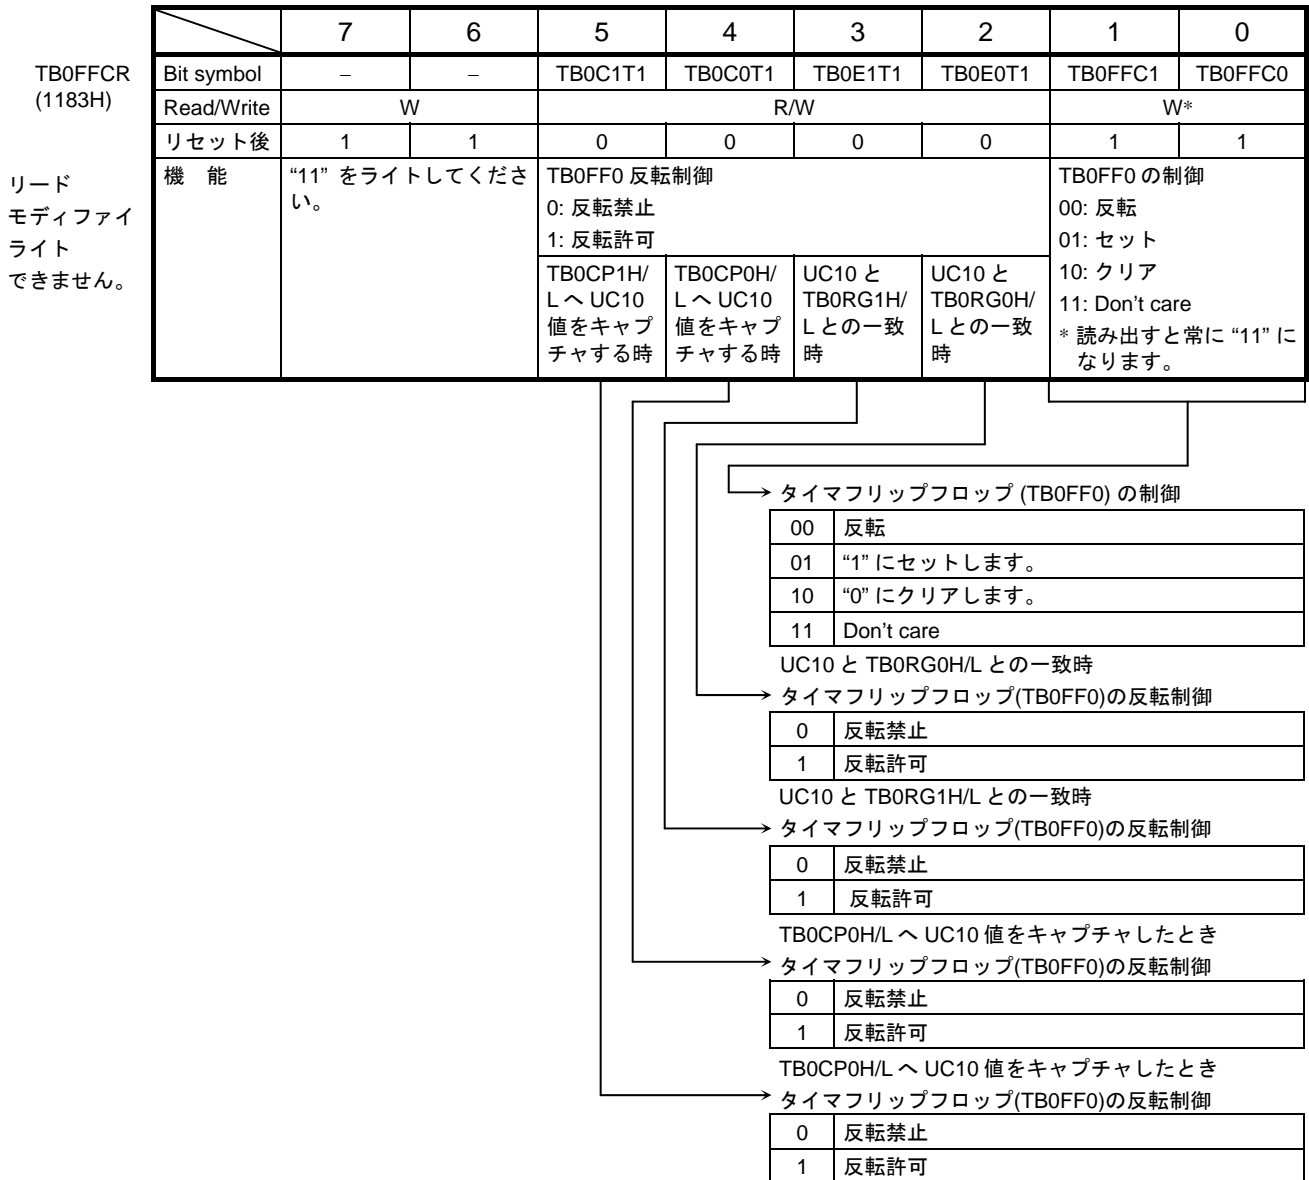 7 6 5 4 3 2 1 0
TB0FFCR
(1183H)
Bit symbol − − TB0C1T1 TB0C0T1 TB0E1T1 TB0E0T1 TB0FFC1 TB0FFC0
Read/Write W R/W W*
リセット後 1 1 0 0 0 0 1 1
リード
モディファイ
ライト
できません。
機 能
“11” をライトしてくださ
い。
TB0FF0 反転制御
0: 反転禁止
1: 反転許可
TB0CP1H/
L へ UC10
値をキャプ
チャする時
TB0CP0H/
L へ UC10
値をキャプ
チャする時
UC10 と
TB0RG1H/
L との一致
時
UC10 と
TB0RG0H/
L との一致
時
TB0FF0 の制御
00: 反転
01: セット
10: クリア
11: Don't care
* 読み出すと常に “11” に
なります。
タイマフリップフロップ (TB0FF0) の制御
00 反転
01 “1” にセットします。
10 “0” にクリアします。
11 Don't care
UC10 と TB0RG0H/L との一致時
タイマフリップフロップ(TB0FF0)の反転制御
0 反転禁止
1 反転許可
UC10 と TB0RG1H/L との一致時
タイマフリップフロップ(TB0FF0)の反転制御
0 反転禁止
1 反転許可
TB0CP0H/L へ UC10 値をキャプチャしたとき
タイマフリップフロップ(TB0FF0)の反転制御
0 反転禁止
1 反転許可
TB0CP0H/L へ UC10 値をキャプチャしたとき
タイマフリップフロップ(TB0FF0)の反転制御
0 反転禁止
1 反転許可